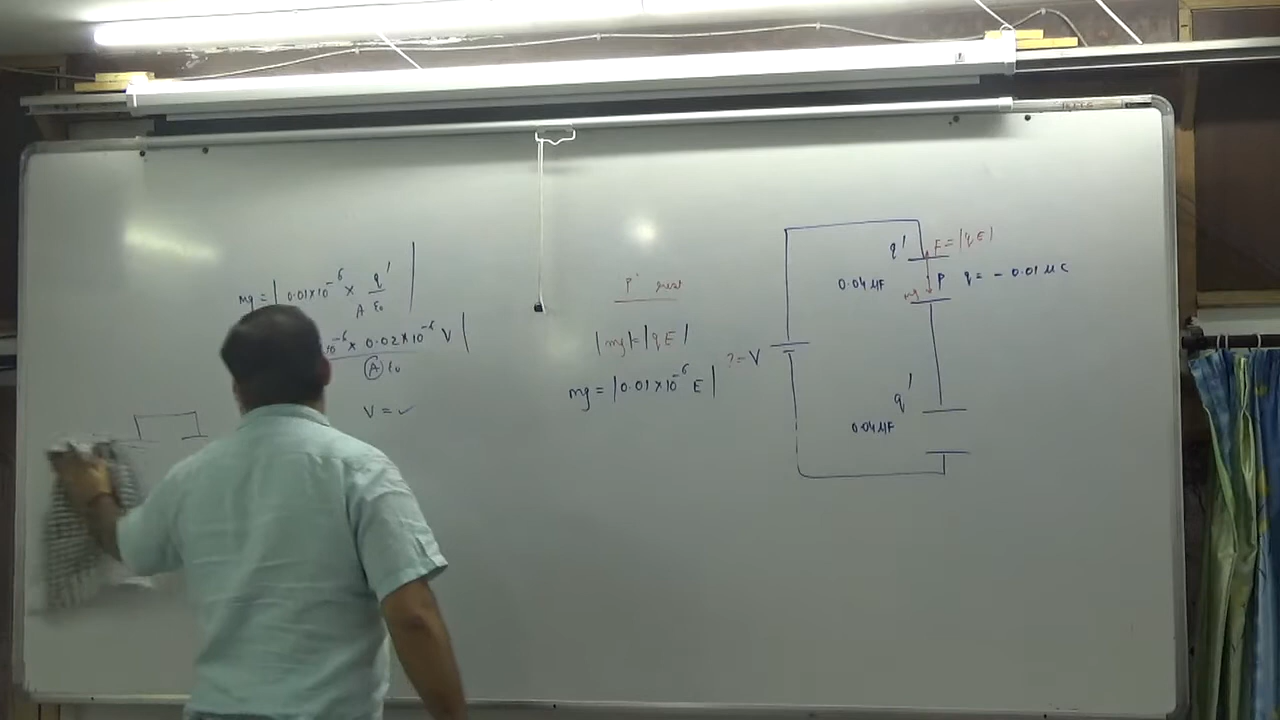 mg = | 0.01×10⁻⁶ × q' / A ε₀ |
10⁻⁶ × 0.02×10⁻⁶ V | / A ε₀
V = ✓
P' rest
|mg| = |qE|
mg = |0.01×10⁻⁶ E|
? = V
q' F = |qE|
0.04 μF mg P q = - 0.01 μC
q'
0.04 μF